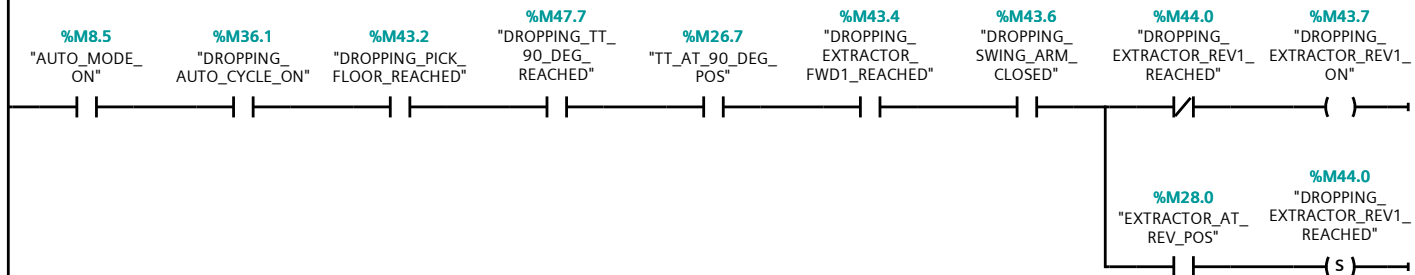 %M8.5
"AUTO_MODE_
ON"
%M36.1
"DROPPING_
AUTO_CYCLE_ON"
%M43.2
"DROPPING_PICK_
FLOOR_REACHED"
%M47.7
"DROPPING_TT_
90_DEG_
REACHED"
%M26.7
"TT_AT_90_DEG_
POS"
%M43.4
"DROPPING_
EXTRACTOR_
FWD1_REACHED"
%M43.6
"DROPPING_
SWING_ARM_
CLOSED"
%M44.0
"DROPPING_
EXTRACTOR_REV1_
REACHED"
%M43.7
"DROPPING_
EXTRACTOR_REV1_
ON"
%M28.0
"EXTRACTOR_AT_
REV_POS"
%M44.0
"DROPPING_
EXTRACTOR_REV1_
REACHED"
S